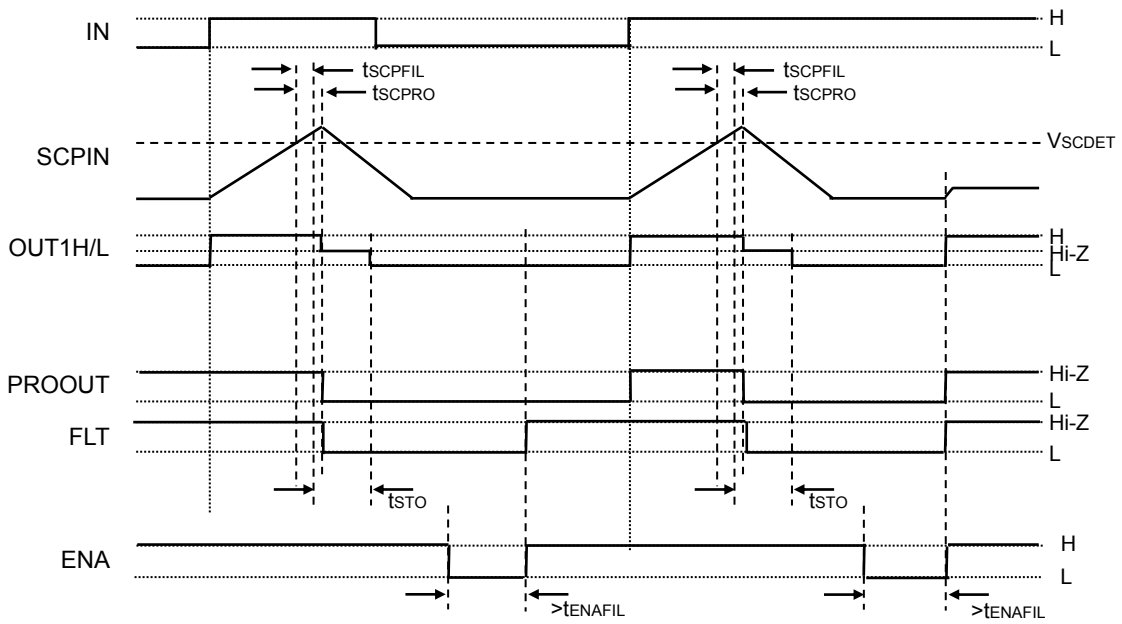 IN
H
L
tSCPFIL
tSCPRO
tSCPFIL
tSCPRO
SCPIN
VSCDET
OUT1H/L
H
Hi-Z
L
PROOUT
Hi-Z
L
FLT
Hi-Z
L
tSTO
tSTO
ENA
H
L
>tENAFIL
>tENAFIL